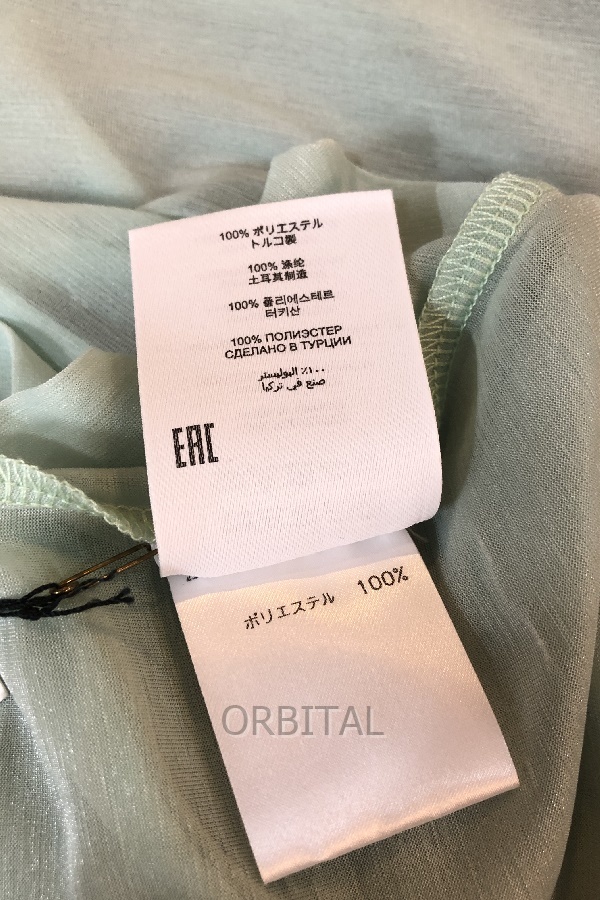 100% ポリエステル
トルコ製
100% 涤纶
土耳其制造
100% 폴리에스테르
터키산
100% ПОЛИЭСТЕР
СДЕЛАНО В ТУРЦИИ
٪١٠٠ البوليستر
صنع في تركيا
EAC
ポリエステル 100%
ORBITAL